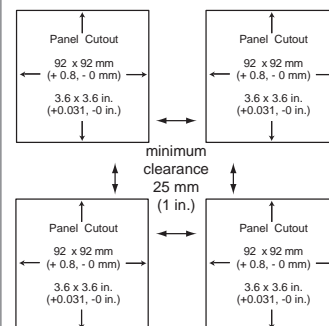 Panel Cutout
92 x 92 mm
(+ 0.8, - 0 mm)
3.6 x 3.6 in.
(+0.031, -0 in.)
Panel Cutout
92 x 92 mm
(+ 0.8, - 0 mm)
3.6 x 3.6 in.
(+0.031, -0 in.)
minimum
clearance
25 mm
(1 in.)
Panel Cutout
92 x 92 mm
(+ 0.8, - 0 mm)
3.6 x 3.6 in.
(+0.031, -0 in.)
Panel Cutout
92 x 92 mm
(+ 0.8, - 0 mm)
3.6 x 3.6 in.
(+0.031, -0 in.)